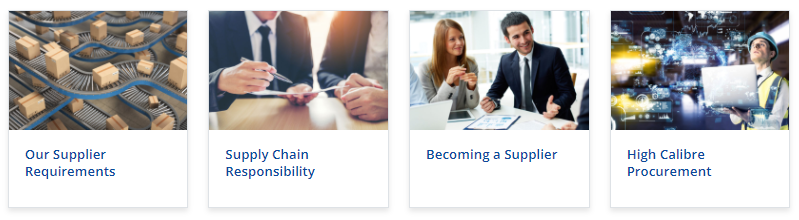 Our Supplier
Requirements
Supply Chain
Responsibility
Becoming a Supplier
High Calibre
Procurement